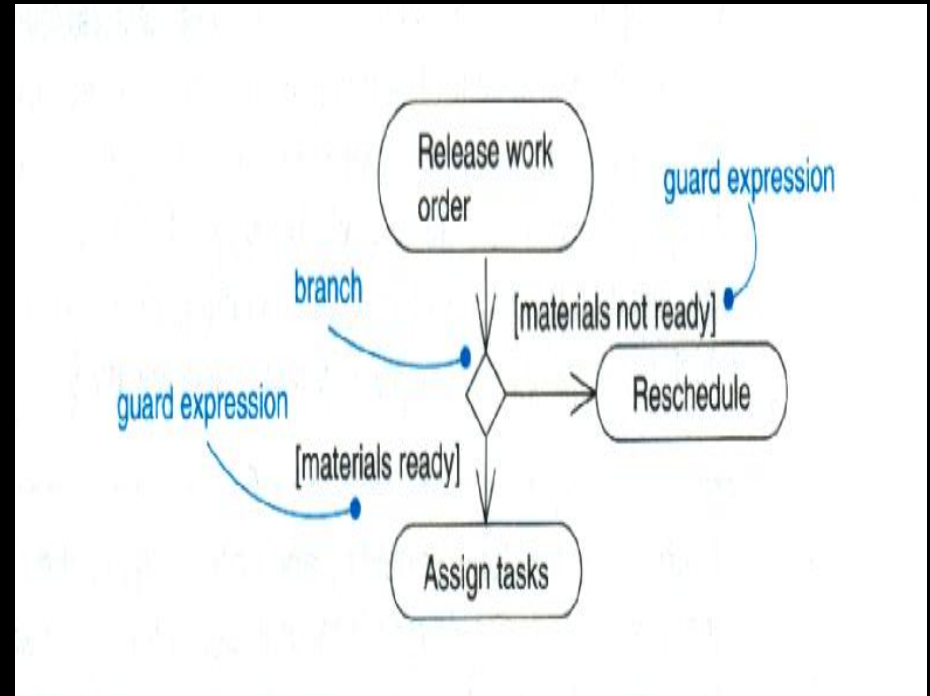 Release work
order
guard expression
branch
[materials not ready]
Reschedule
guard expression
[materials ready]
Assign tasks